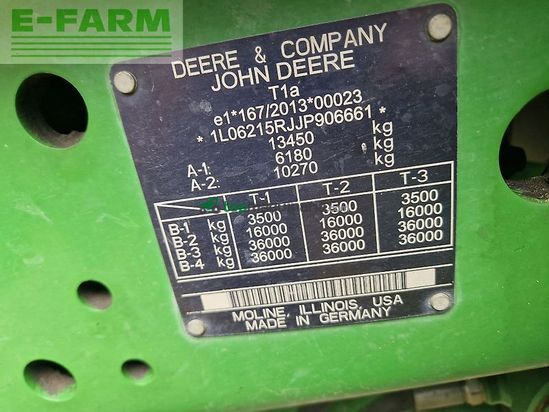 E-FARM
DEERE & COMPANY
JOHN DEERE
T1a
e1*167/2013*00023
*1L06215RJJP906661*
13450 kg
A-1: 6180 kg
A-2: 10270 kg
T-1 T-2 T-3
B-1 kg 3500 3500 3500
B-2 kg 16000 16000 16000
B-3 kg 36000 36000 36000
B-4 kg 36000 36000 36000
MOLINE, ILLINOIS, USA
MADE IN GERMANY